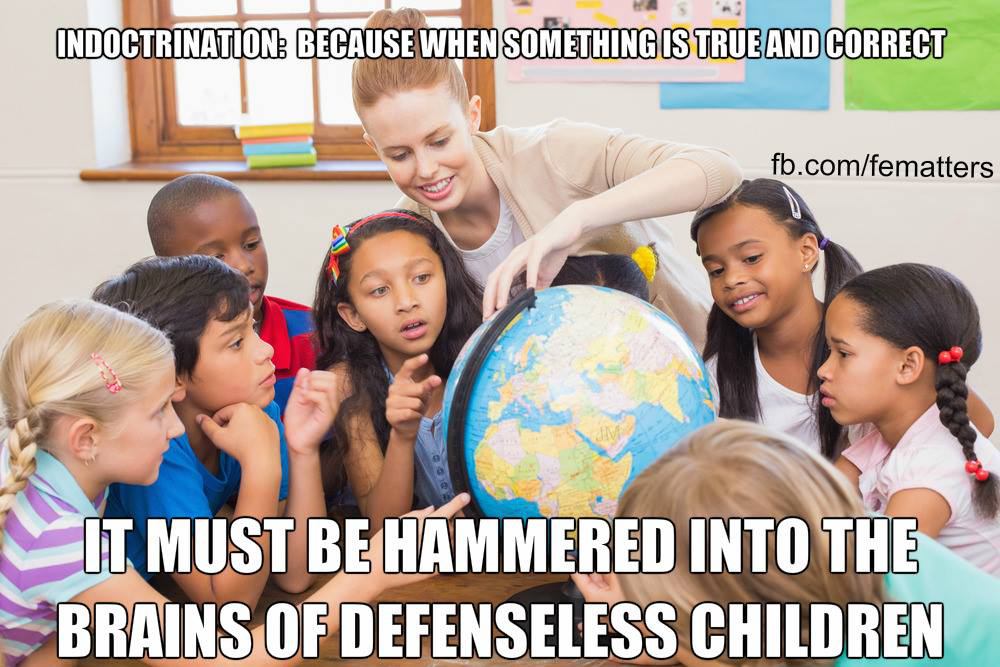 INDOCTRINATION: BECAUSE WHEN SOMETHING IS TRUE AND CORRECT
fb.com/fematters
IT MUST BE HAMMERED INTO THE
BRAINS OF DEFENSELESS CHILDREN